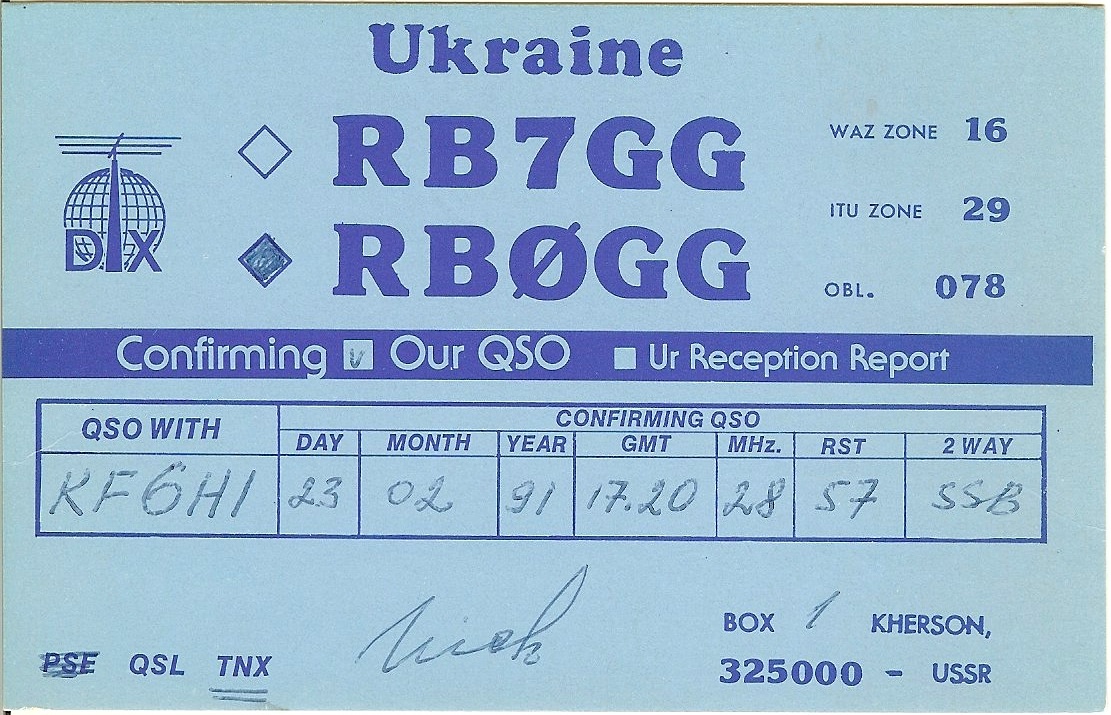 Ukraine
RB7GG
RBØGG
WAZ ZONE 16
ITU ZONE 29
OBL. 078
DX
Confirming v Our QSO Ur Reception Report
QSO WITH CONFIRMING QSO
DAY MONTH YEAR GMT MHz. RST 2 WAY
KF6HI 23 02 91 17.20 28 57 SSB
Nick
BOX 1 KHERSON,
325000 - USSR
PSE QSL TNX